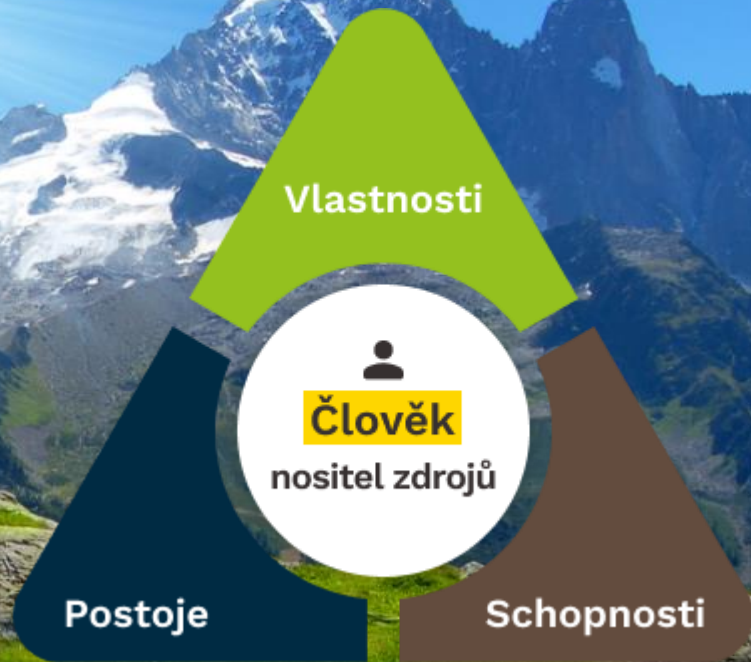 Vlastnosti
Člověk
nositel zdrojů
Postoje
Schopnosti